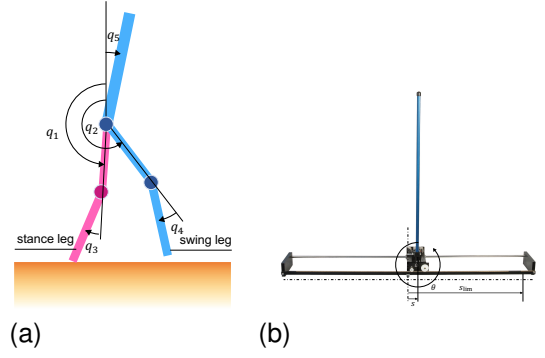 q₅
q₁
q₂
q₄
stance leg
q₃
swing leg
s
θ
s_lim
(a)
(b)